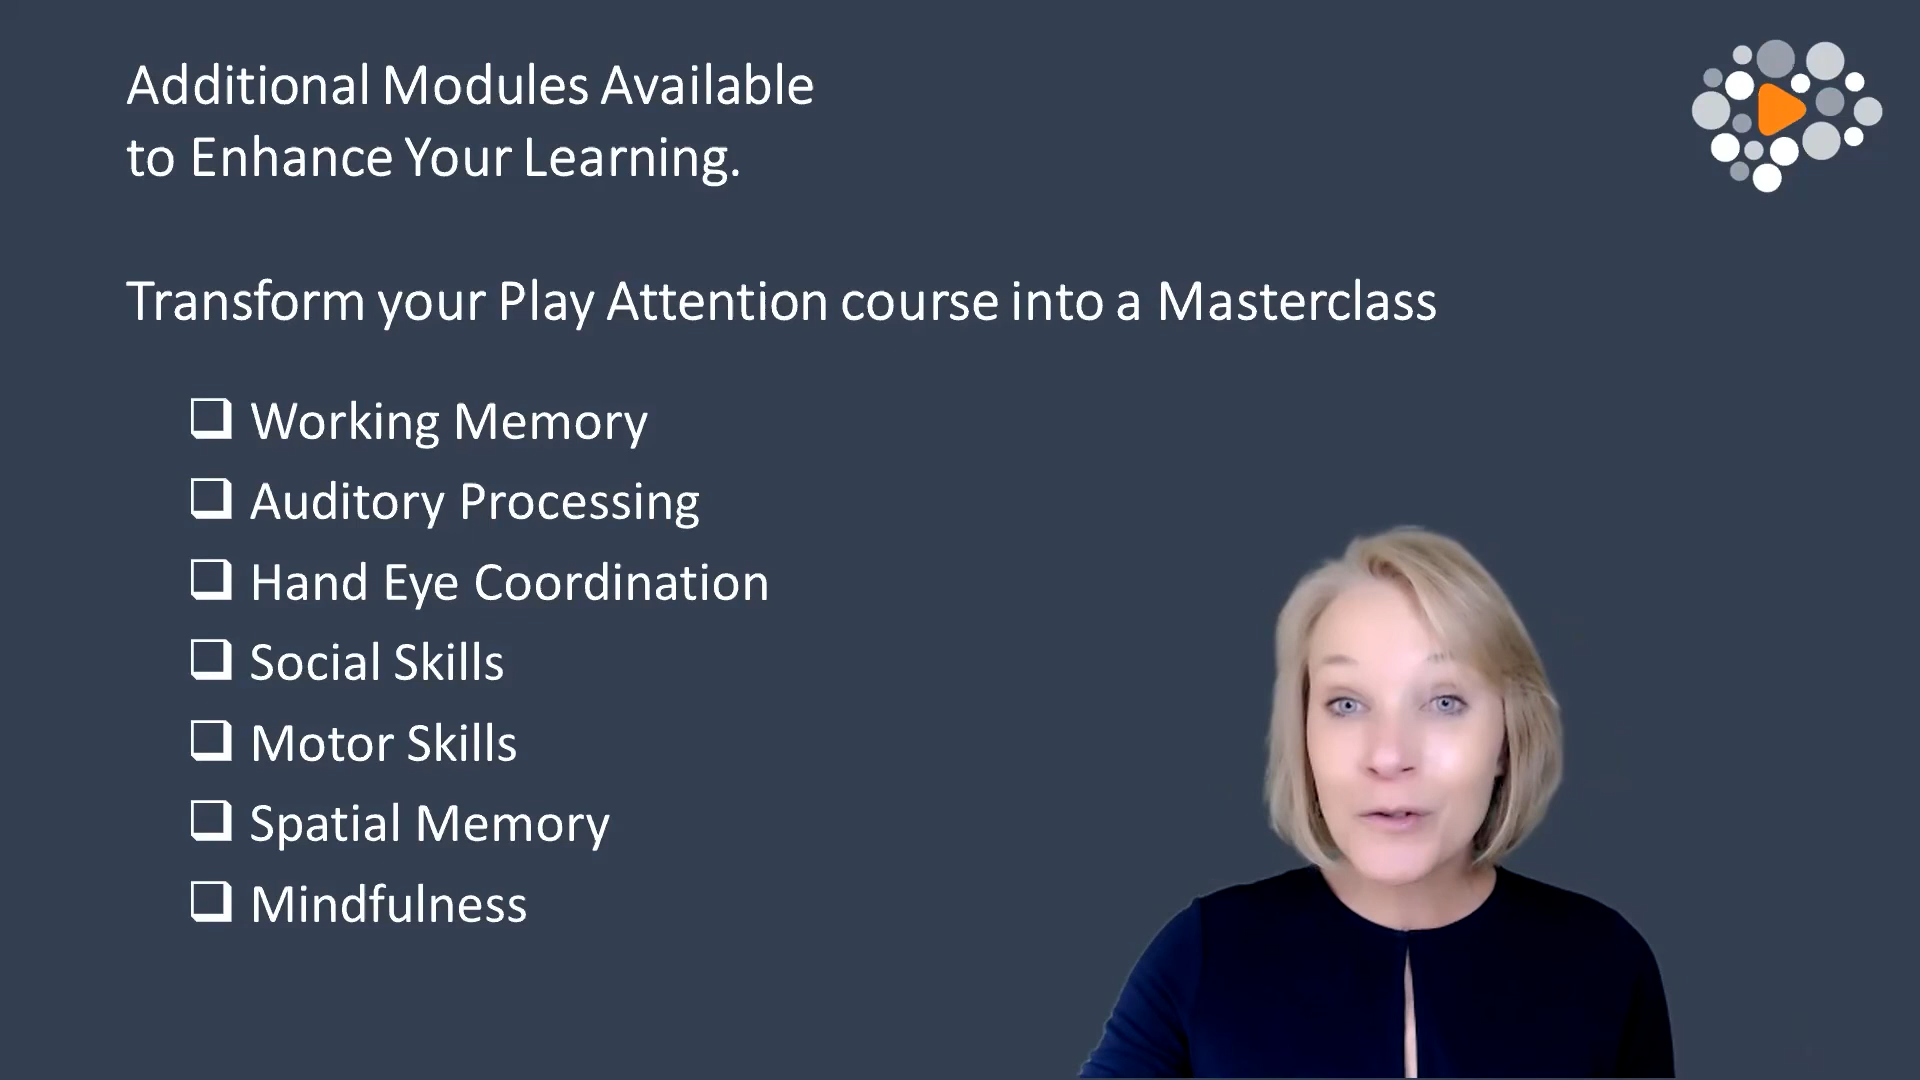 Additional Modules Available
to Enhance Your Learning.
Transform your Play Attention course into a Masterclass
Working Memory
Auditory Processing
Hand Eye Coordination
Social Skills
Motor Skills
Spatial Memory
Mindfulness